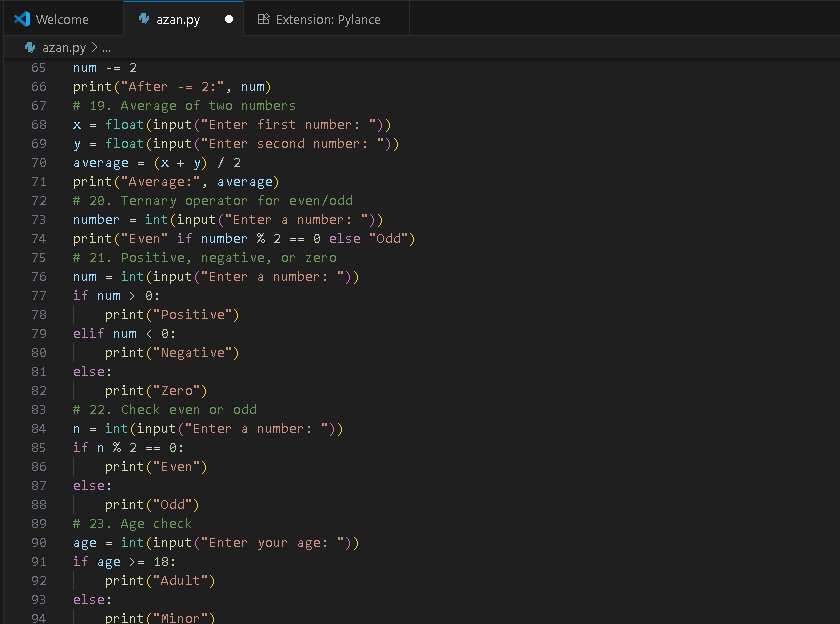 Welcome azan.py Extension: Pylance
azan.py > ...
65 num -= 2
66 print("After -= 2:", num)
67 # 19. Average of two numbers
68 x = float(input("Enter first number: "))
69 y = float(input("Enter second number: "))
70 average = (x + y) / 2
71 print("Average:", average)
72 # 20. Ternary operator for even/odd
73 number = int(input("Enter a number: "))
74 print("Even" if number % 2 == 0 else "Odd")
75 # 21. Positive, negative, or zero
76 num = int(input("Enter a number: "))
77 if num > 0:
78     print("Positive")
79 elif num < 0:
80     print("Negative")
81 else:
82     print("Zero")
83 # 22. Check even or odd
84 n = int(input("Enter a number: "))
85 if n % 2 == 0:
86     print("Even")
87 else:
88     print("Odd")
89 # 23. Age check
90 age = int(input("Enter your age: "))
91 if age >= 18:
92     print("Adult")
93 else:
94     print("Minor")